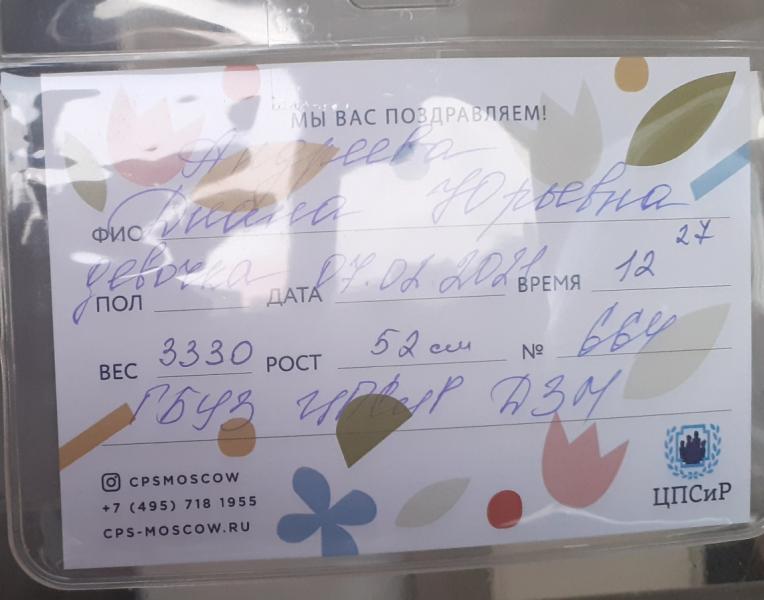 МЫ ВАС ПОЗДРАВЛЯЕМ!
Андреева
ФИО Диана Юрьевна
ПОЛ девочка ДАТА 07.02 2021 ВРЕМЯ 12 27
ВЕС 3330 РОСТ 52 см № 664
ГБУЗ ЦПСиР ДЗМ
CPSMOSCOW
+7 (495) 718 1955
CPS-MOSCOW.RU
ЦПСиР